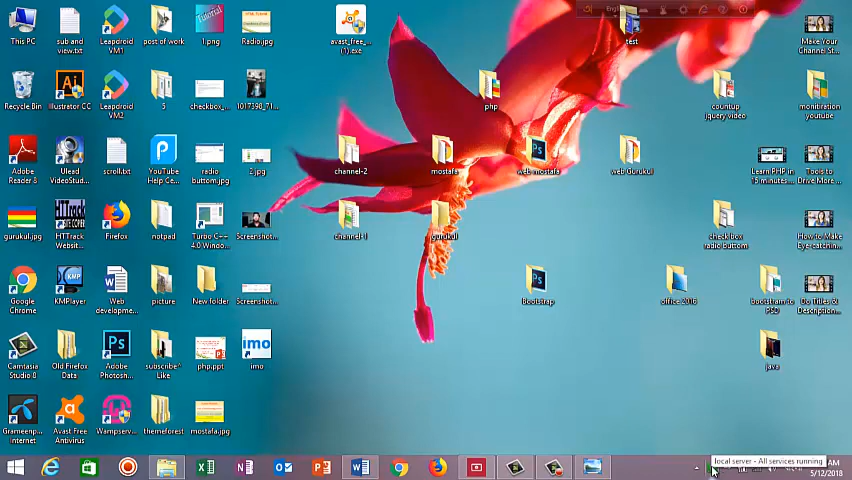 This PC
sub and
view.txt
Leapdroid
VM1
post of work
1.png
Radio.jpg
avast_free_...
(1).exe
Engli
test
Make Your
Channel St...
Recycle Bin
Illustrator CC
Leapdroid
VM2
5
checkbox_...
1017398_71...
php
countup
jquery.video
monitiration
youtube
Adobe
Reader 8
Ulead
VideoStud...
scroll.txt
YouTube
Help Ce...
radio
buttom.jpg
2.jpg
channel-2
mostafa
web mostafa
web Gurukul
Learn PHP in
15 minutes...
Tools to
Drive More...
gurukul.jpg
HTTrack
Websit...
Firefox
notpad
Turbo C++
4.0 Windo...
Screenshot...
channel-1
gurukul
check box
radio buttom
How to Make
Eye-catchin...
Google
Chrome
KMPlayer
Web
developme...
picture
New folder
Screenshot...
Bootstrap
office 2016
Bootstram to
PSD
Do Titles &
Description...
Camtasia
Studio 8
Old Firefox
Data
Adobe
Photosh...
subscribe'
Like
php.ppt
imo
java
Grameenp...
Internet
Avast Free
Antivirus
Wampserv...
themeforest
mostafa.jpg
local server - All services running
AM
5/12/2018